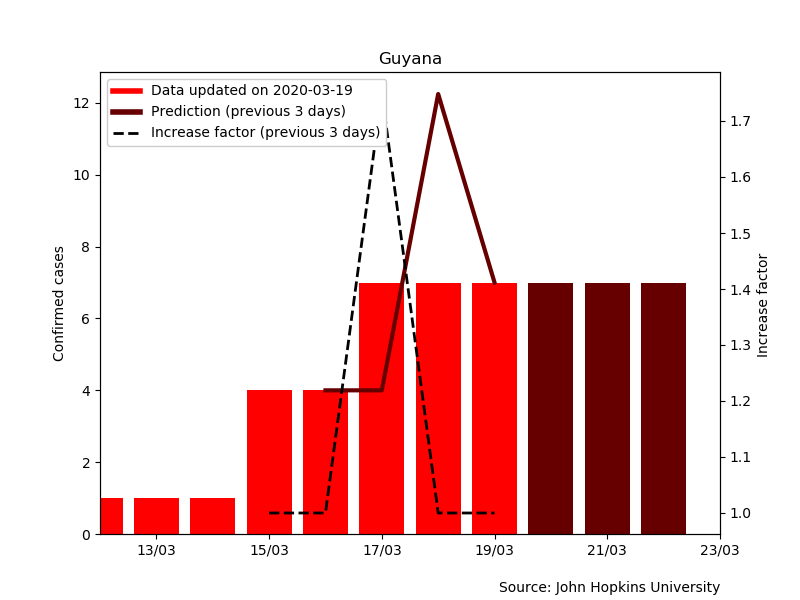 Guyana
Data updated on 2020-03-19
Prediction (previous 3 days)
Increase factor (previous 3 days)
12
10
8
6
4
2
0
Confirmed cases
1.7
1.6
1.5
1.4
1.3
1.2
1.1
1.0
Increase factor
13/03 15/03 17/03 19/03 21/03 23/03
Source: John Hopkins University